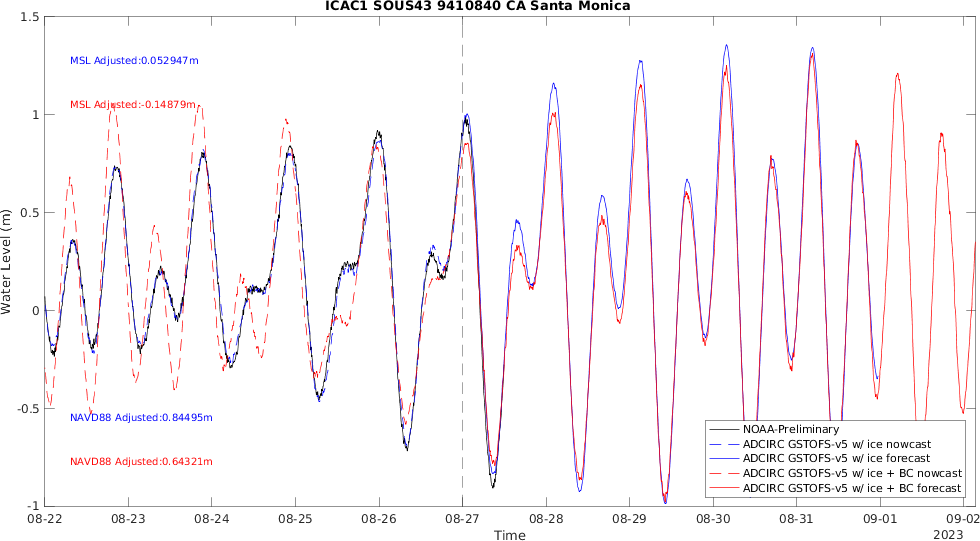 ICAC1 SOUS43 9410840 CA Santa Monica
1.5
MSL Adjusted:0.052947m
MSL Adjusted:-0.14879m
1
0.5
Water Level (m)
0
-0.5
NAVD88 Adjusted:0.84495m
NAVD88 Adjusted:0.64321m
NOAA-Preliminary
ADCIRC GSTOFS-v5 w/ ice nowcast
ADCIRC GSTOFS-v5 w/ ice forecast
ADCIRC GSTOFS-v5 w/ ice + BC nowcast
ADCIRC GSTOFS-v5 w/ ice + BC forecast
-1
08-22 08-23 08-24 08-25 08-26 08-27 08-28 08-29 08-30 08-31 09-01 09-02
Time 2023